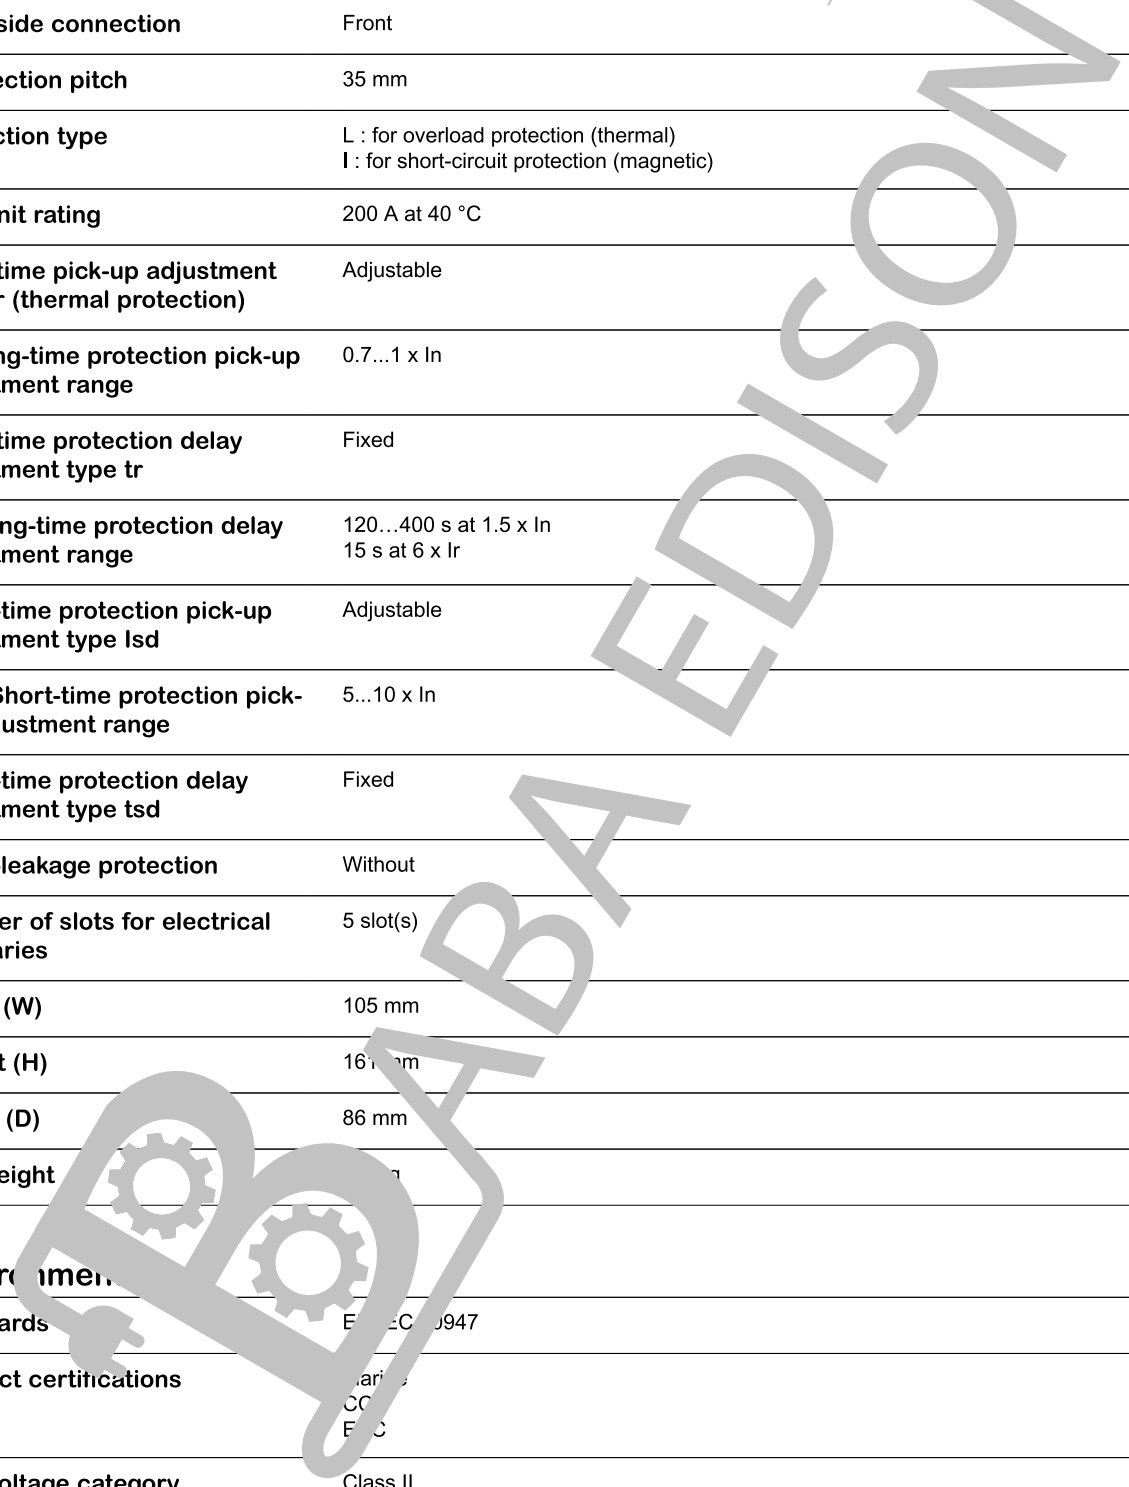 side connection Front
ection pitch 35 mm
ction type L : for overload protection (thermal)
I : for short-circuit protection (magnetic)
nit rating 200 A at 40 °C
time pick-up adjustment Adjustable
r (thermal protection)
ng-time protection pick-up 0.7...1 x In
ment range
time protection delay Fixed
ment type tr
ng-time protection delay 120…400 s at 1.5 x In
ment range 15 s at 6 x Ir
-time protection pick-up Adjustable
ment type Isd
Short-time protection pick- 5...10 x In
justment range
-time protection delay Fixed
ment type tsd
leakage protection Without
er of slots for electrical 5 slot(s)
aries
(W) 105 mm
t (H)
(D) 86 mm
eight
ards 0947
ct certifications
oltage category Class II
BABA EDISON